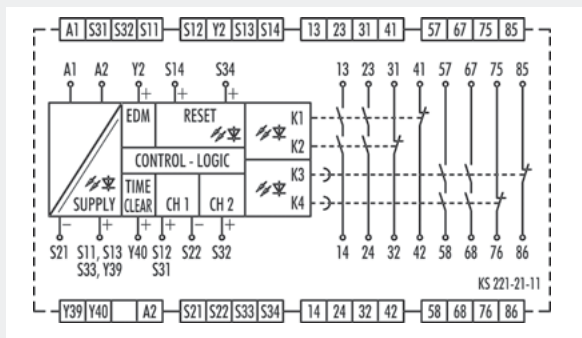 A1 S31 S32 S11 S12 Y2 S13 S14 13 23 31 41 57 67 75 85
A1 A2 Y2 S14 S34 13 23 31 41 57 67 75 85
+ + +
EDM RESET
K1
K2
CONTROL - LOGIC
K3
SUPPLY TIME CLEAR CH 1 CH 2
K4
− + + + − +
S21 S11, S13 Y40 S12 S22 S32 14 24 32 42 58 68 76 86
S33, Y39 S31
KS 221-21-11
Y39 Y40 A2 S21 S22 S33 S34 14 24 32 42 58 68 76 86